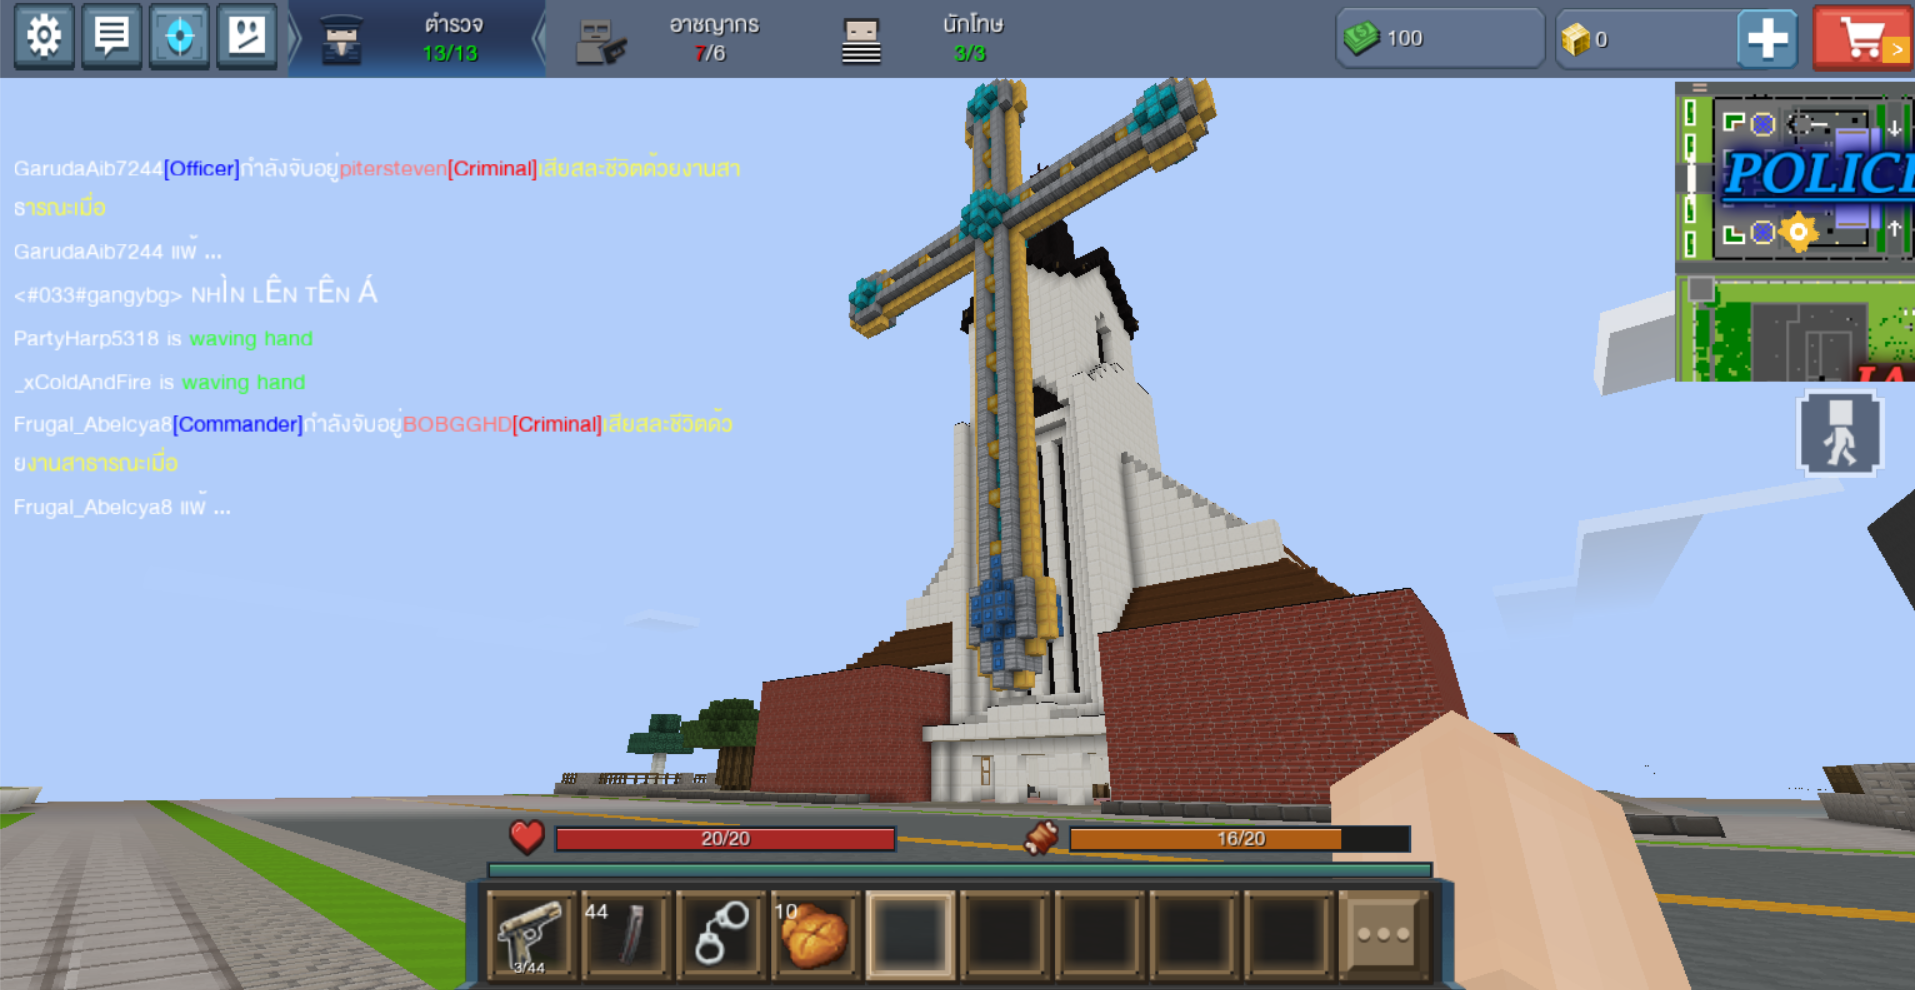 ตำรวจ
13/13
อาชญากร
7/6
นักโทษ
3/3
100
0
GarudaAib7244[Officer]กำลังจับอยู่pitersteven[Criminal]เสียสละชีวิตด้วยงานสา
ธารณะเมื่อ
GarudaAib7244 แพ้ ...
<#033#gangybg> NHÌN LÊN TÊN Á
PartyHarp5318 is waving hand
_xColdAndFire is waving hand
Frugal_Abelcya8[Commander]กำลังจับอยู่BOBGGHD[Criminal]เสียสละชีวิตด้ว
ยงานสาธารณะเมื่อ
Frugal_Abelcya8 แพ้ ...
POLICE
JA
20/20
16/20
44
10
3/44